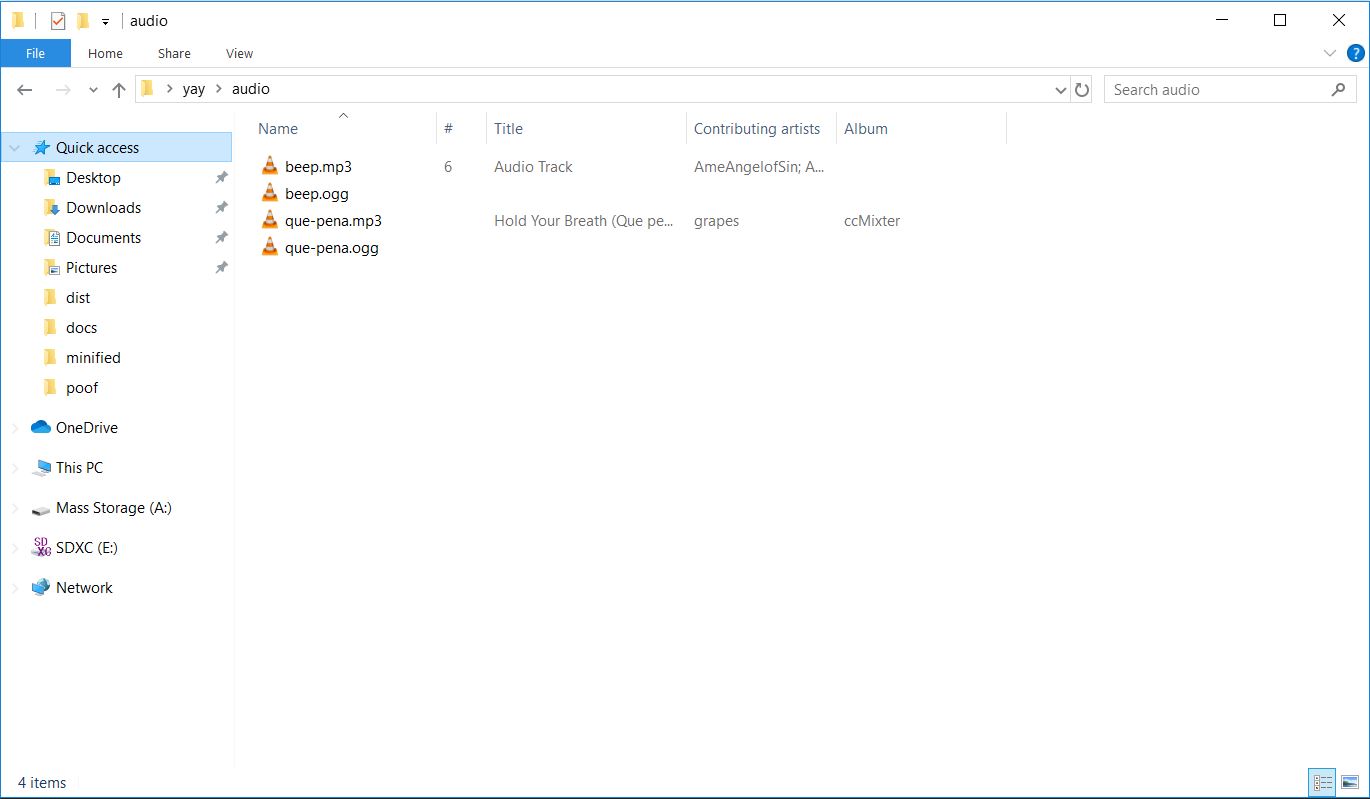 audio
File Home Share View
?
yay audio
Search audio
Name # Title Contributing artists Album
Quick access
beep.mp3 6 Audio Track AmeAngelofSin; A...
Desktop
beep.ogg
Downloads
que-pena.mp3 Hold Your Breath (Que pe... grapes ccMixter
Documents
que-pena.ogg
Pictures
dist
docs
minified
poof
OneDrive
This PC
Mass Storage (A:)
SD
XC
SDXC (E:)
Network
4 items